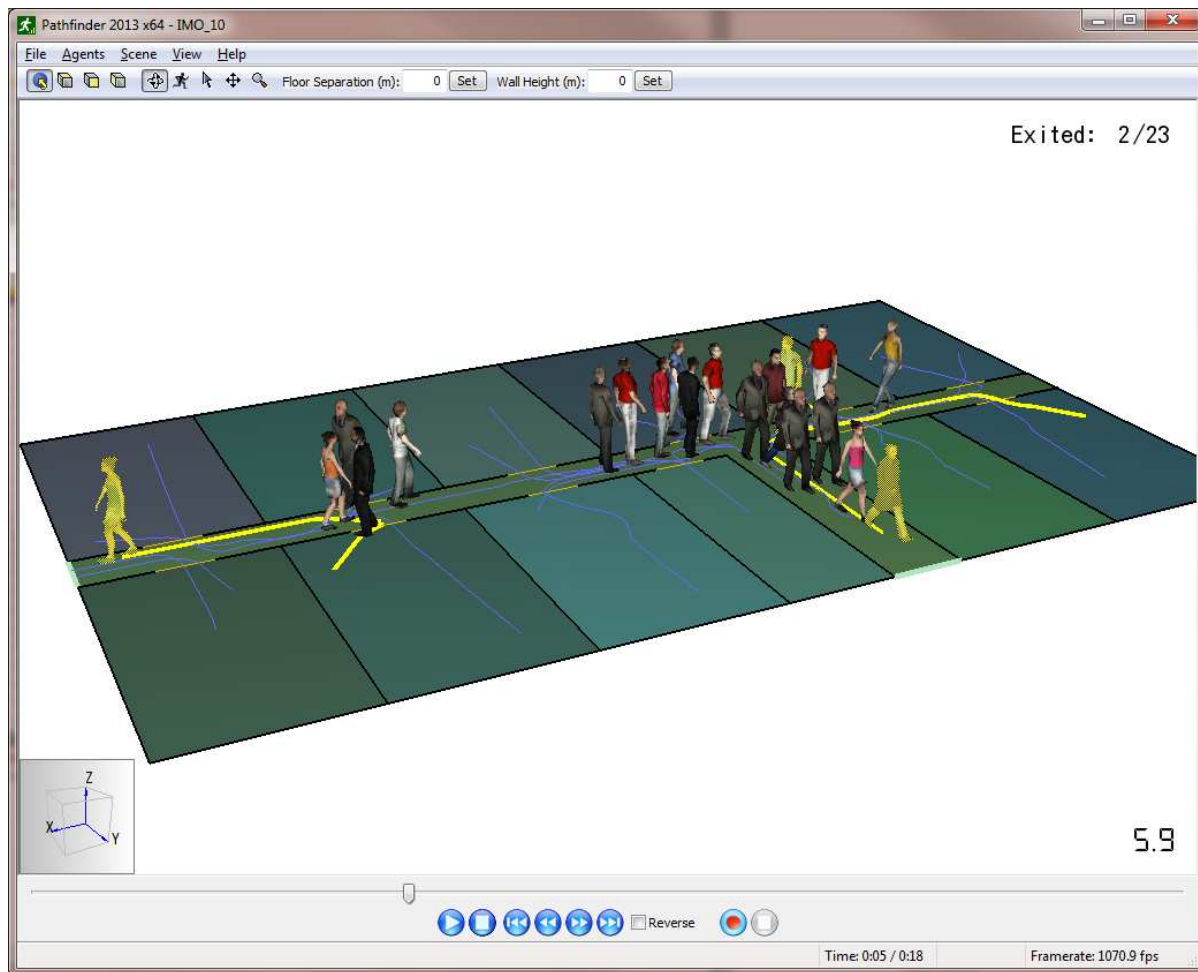 Pathfinder 2013 x64 - IMO_10
File Agents Scene View Help
Floor Separation (m): 0 Set Wall Height (m): 0 Set
Exited: 2/23
Z
X
Y
5.9
Reverse
Time: 0:05 / 0:18 Framerate: 1070.9 fps